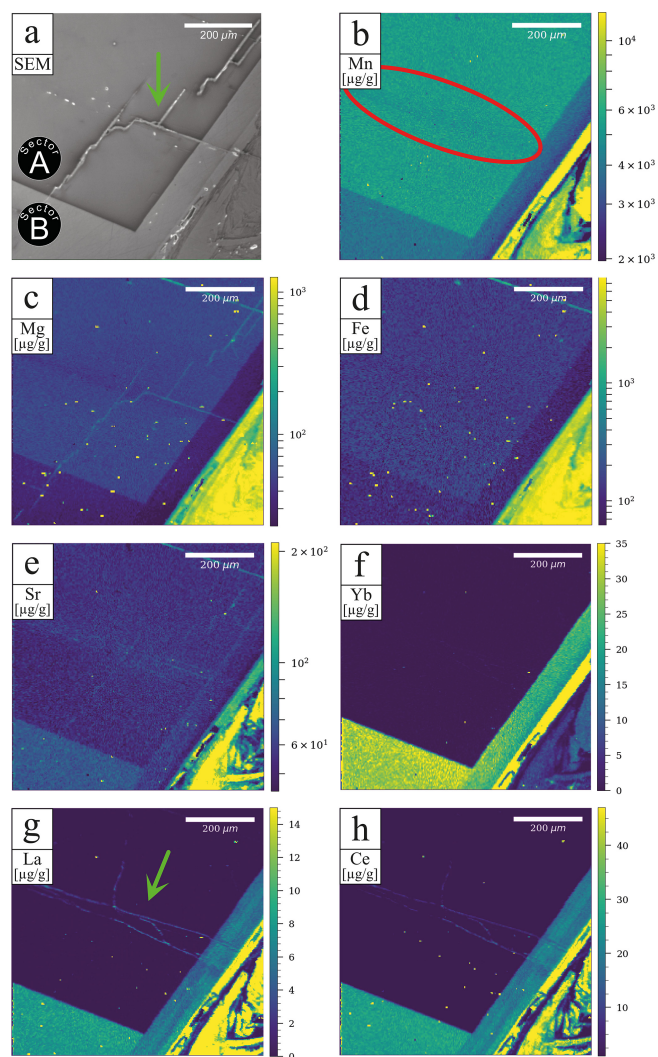 a
SEM
200 μm
Sector
A
Sector
B
b
Mn
[μg/g]
200 μm
10⁴
6×10³
4×10³
3×10³
2×10³
c
Mg
[μg/g]
200 μm
10³
10²
d
Fe
[μg/g]
200 μm
10³
10²
e
Sr
[μg/g]
200 μm
2×10²
10²
6×10¹
f
Yb
[μg/g]
200 μm
35
30
25
20
15
10
5
0
g
La
[μg/g]
200 μm
14
12
10
8
6
4
2
0
h
Ce
[μg/g]
200 μm
40
30
20
10